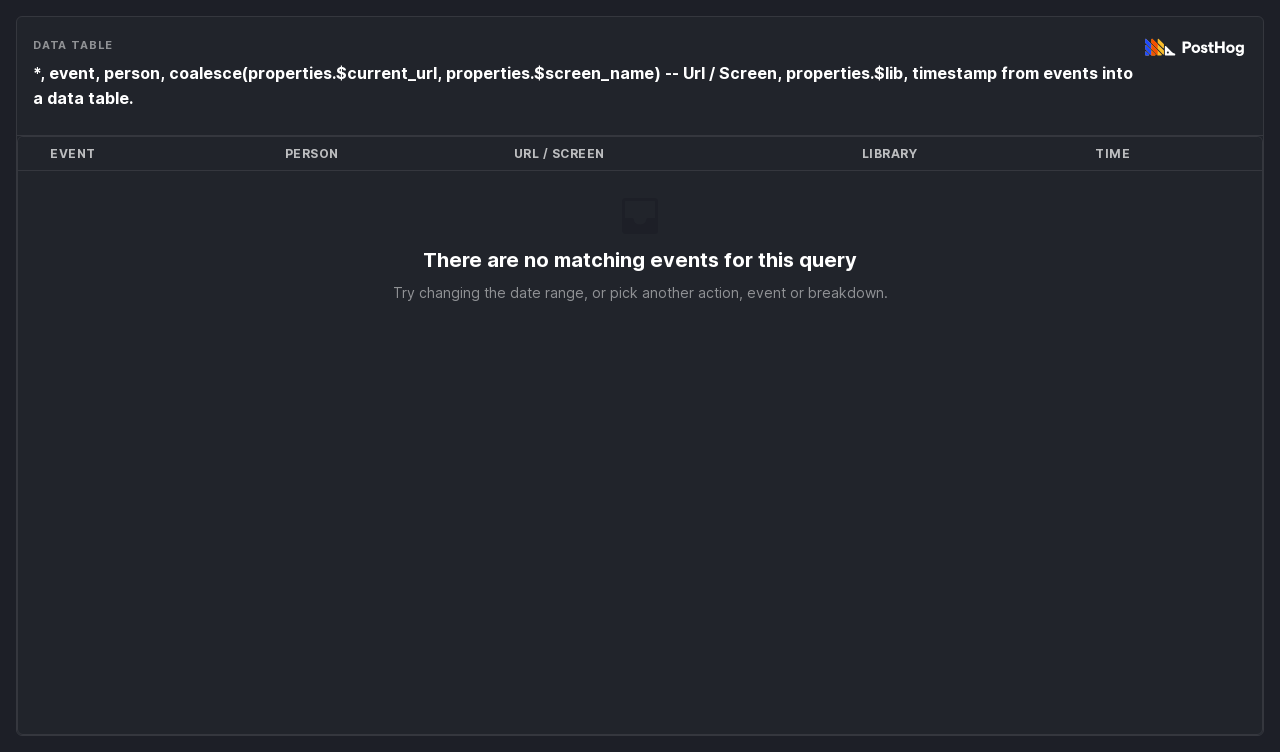 DATA TABLE
PostHog
*, event, person, coalesce(properties.$current_url, properties.$screen_name) -- Url / Screen, properties.$lib, timestamp from events into
a data table.
EVENT PERSON URL / SCREEN LIBRARY TIME
There are no matching events for this query
Try changing the date range, or pick another action, event or breakdown.